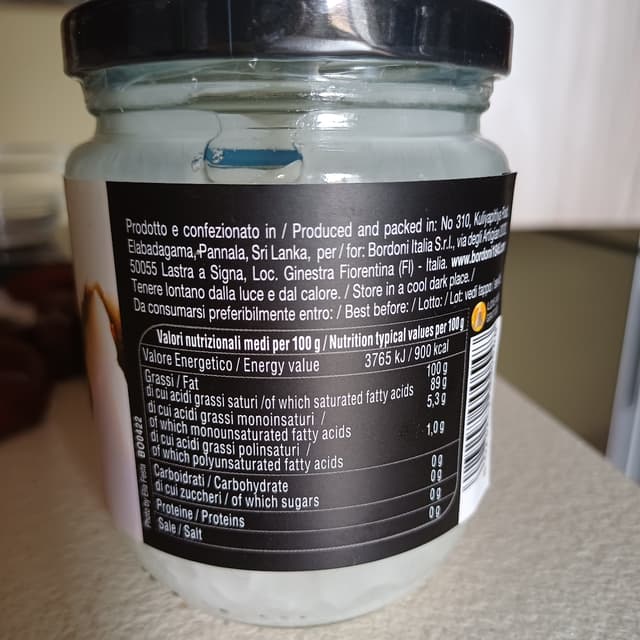 Prodotto e confezionato in / Produced and packed in: No 310,
Elabadagama, Pannala, Sri Lanka, per / for: Bordoni Italia S.r.l., via degli
50055 Lastra a Signa, Loc. Ginestra Fiorentina (FI) - Italia.
Tenere lontano dalla luce e dal calore. / Store in a cool dark place. /
Da consumarsi preferibilmente entro: / Best before: / Lotto: / Lot: vedi tappo
Valori nutrizionali medi per 100 g / Nutrition typical values per 100 g
Valore Energetico / Energy value 3765 kJ / 900 kcal
Grassi / Fat 100 g
di cui acidi grassi saturi / of which saturated fatty acids 89 g
di cui acidi grassi monoinsaturi / 5,3 g
of which monounsaturated fatty acids
di cui acidi grassi polinsaturi / 1,0 g
of which polyunsaturated fatty acids
Carboidrati / Carbohydrate 0 g
di cui zuccheri / of which sugars 0 g
Proteine / Proteins 0 g
Sale / Salt 0 g
BO0422